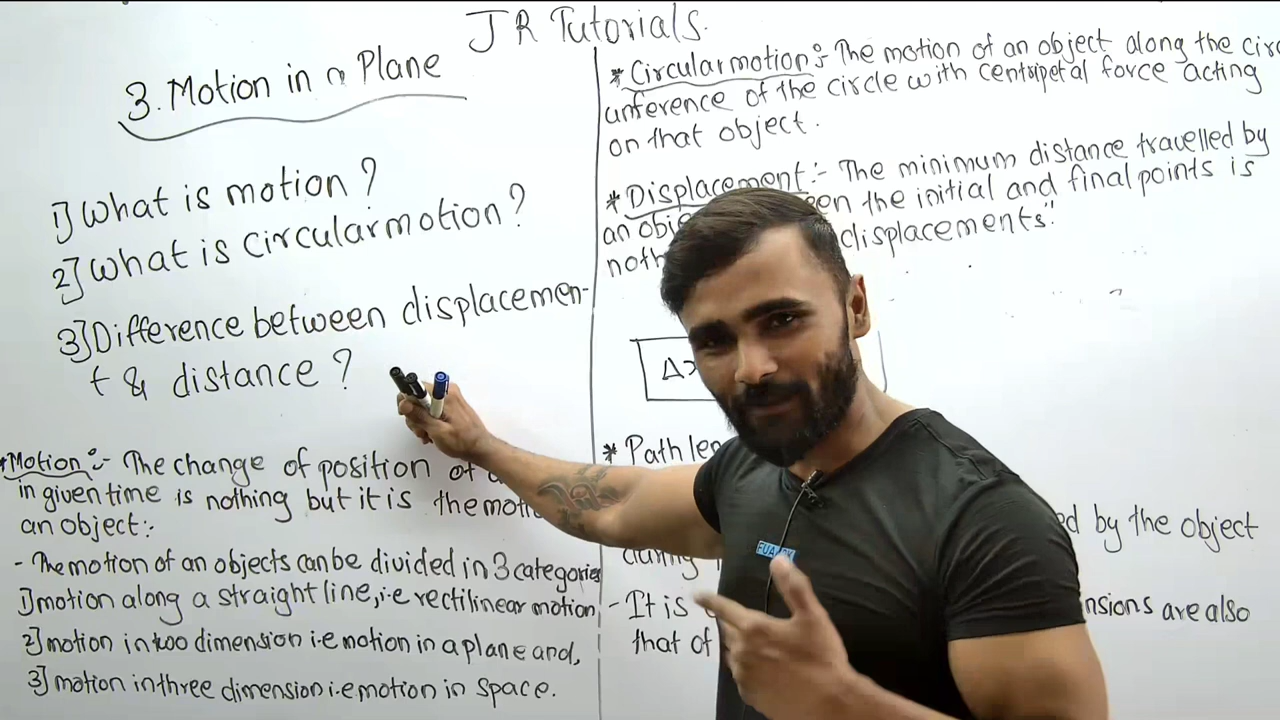 J R Tutorials.
3. Motion in a Plane
1] What is motion ?
2] What is circular motion ?
3] Difference between displacemen-
t & distance ?
*Motion :- The change of position of
in given time is nothing but it is the
an object:-
- The motion of an objects can be divided in 3 categories
1] motion along a straight line, i.e rectilinear motion,
2] motion in two dimension i.e motion in a plane and,
3] motion in three dimension i.e motion in space.
* Circular motion :- The motion of an object along the circ
umference of the circle with centripetal force acting
on that object.
* Displacement :- The minimum distance travelled by
an the initial and final points is
displacements":
* Path
by the object
- It is are also
that of